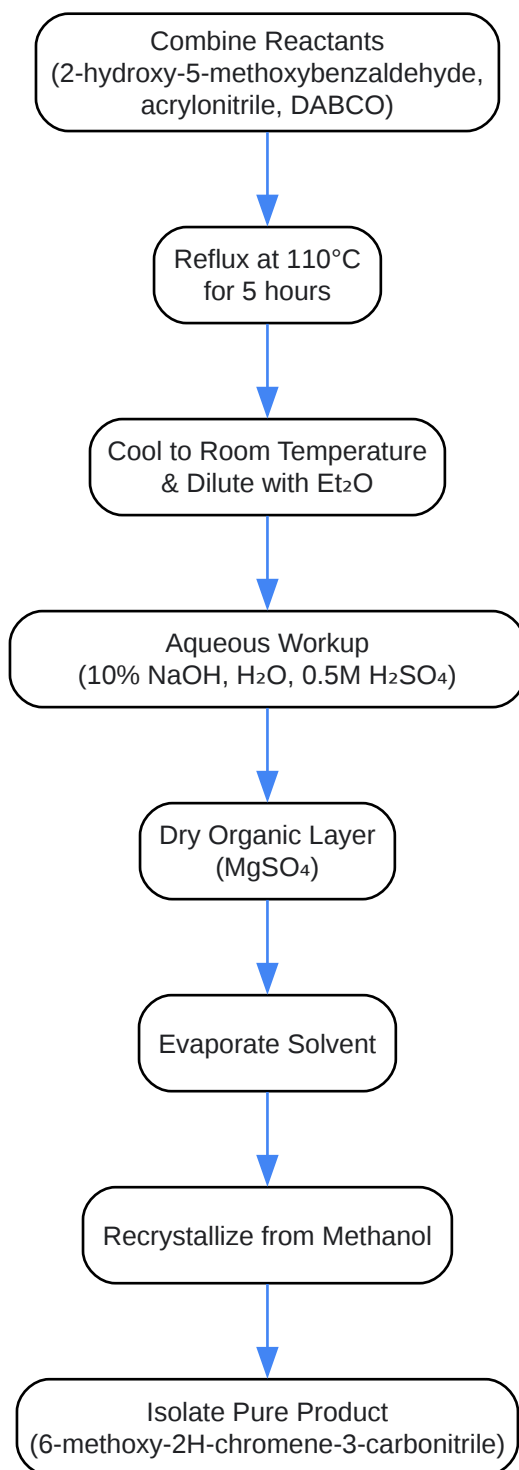 Combine Reactants
(2-hydroxy-5-methoxybenzaldehyde,
acrylonitrile, DABCO)
Reflux at 110°C
for 5 hours
Cool to Room Temperature
& Dilute with Et₂O
Aqueous Workup
(10% NaOH, H₂O, 0.5M H₂SO₄)
Dry Organic Layer
(MgSO₄)
Evaporate Solvent
Recrystallize from Methanol
Isolate Pure Product
(6-methoxy-2H-chromene-3-carbonitrile)